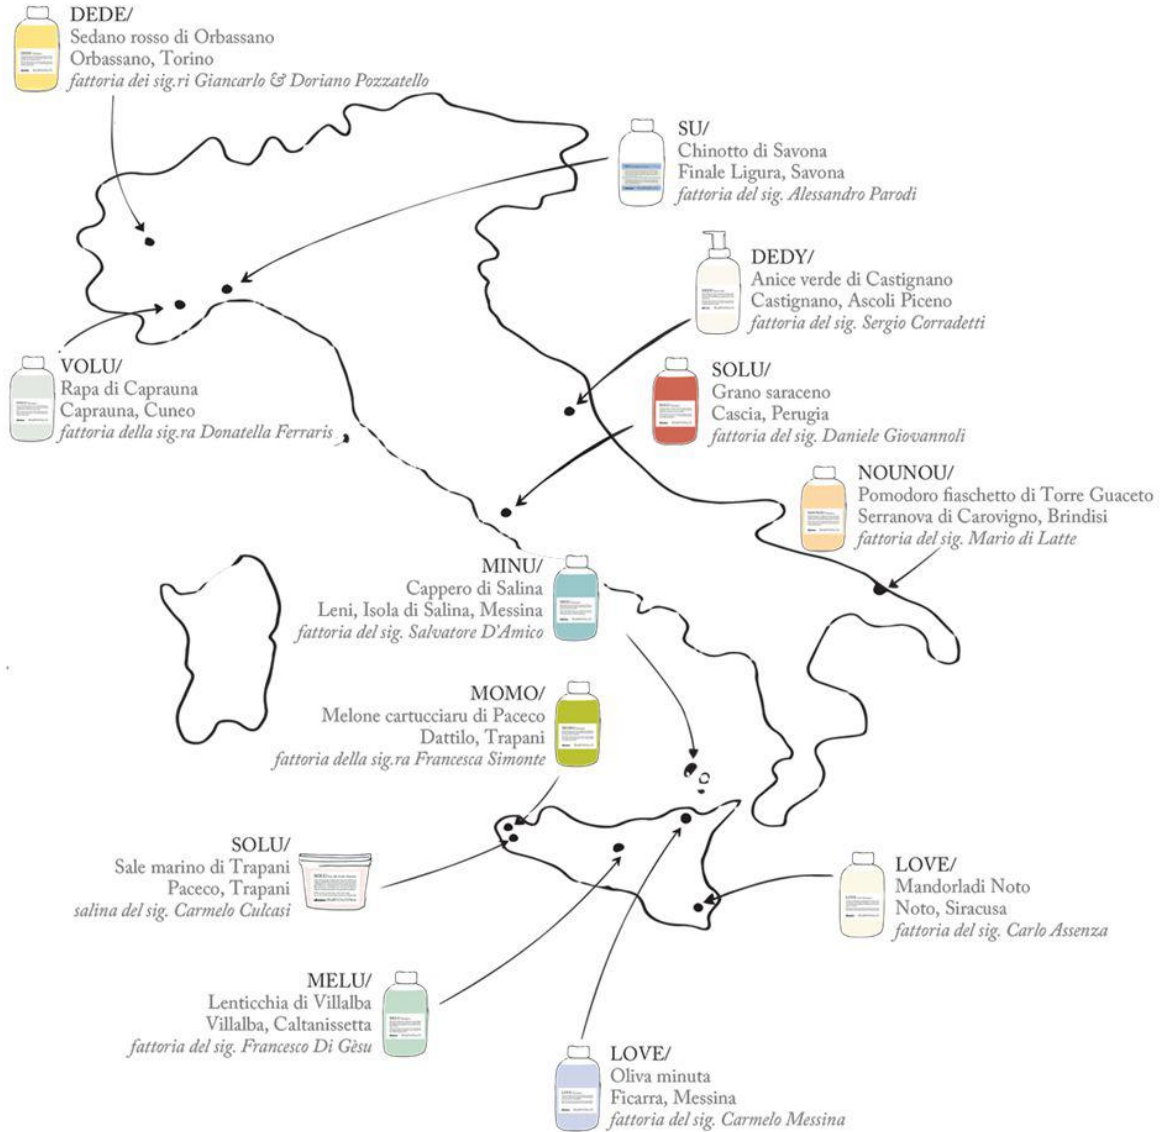 DEDE/
Sedano rosso di Orbassano
Orbassano, Torino
fattoria dei sig.ri Giancarlo & Doriano Pozzatello
SU/
Chinotto di Savona
Finale Ligura, Savona
fattoria del sig. Alessandro Parodi
DEDY/
Anice verde di Castignano
Castignano, Ascoli Piceno
fattoria del sig. Sergio Corradetti
VOLU/
Rapa di Caprauna
Caprauna, Cuneo
fattoria della sig.ra Donatella Ferraris
SOLU/
Grano saraceno
Cascia, Perugia
fattoria del sig. Daniele Giovannoli
NOUNOU/
Pomodoro fiaschetto di Torre Guaceto
Serranova di Carovigno, Brindisi
fattoria del sig. Mario di Latte
MINU/
Cappero di Salina
Leni, Isola di Salina, Messina
fattoria del sig. Salvatore D'Amico
MOMO/
Melone cartucciaru di Paceco
Dattilo, Trapani
fattoria della sig.ra Francesca Simonte
SOLU/
Sale marino di Trapani
Paceco, Trapani
salina del sig. Carmelo Culcasi
LOVE/
Mandorladi Noto
Noto, Siracusa
fattoria del sig. Carlo Assenza
MELU/
Lenticchia di Villalba
Villalba, Caltanissetta
fattoria del sig. Francesco Di Gèsu
LOVE/
Oliva minuta
Ficarra, Messina
fattoria del sig. Carmelo Messina